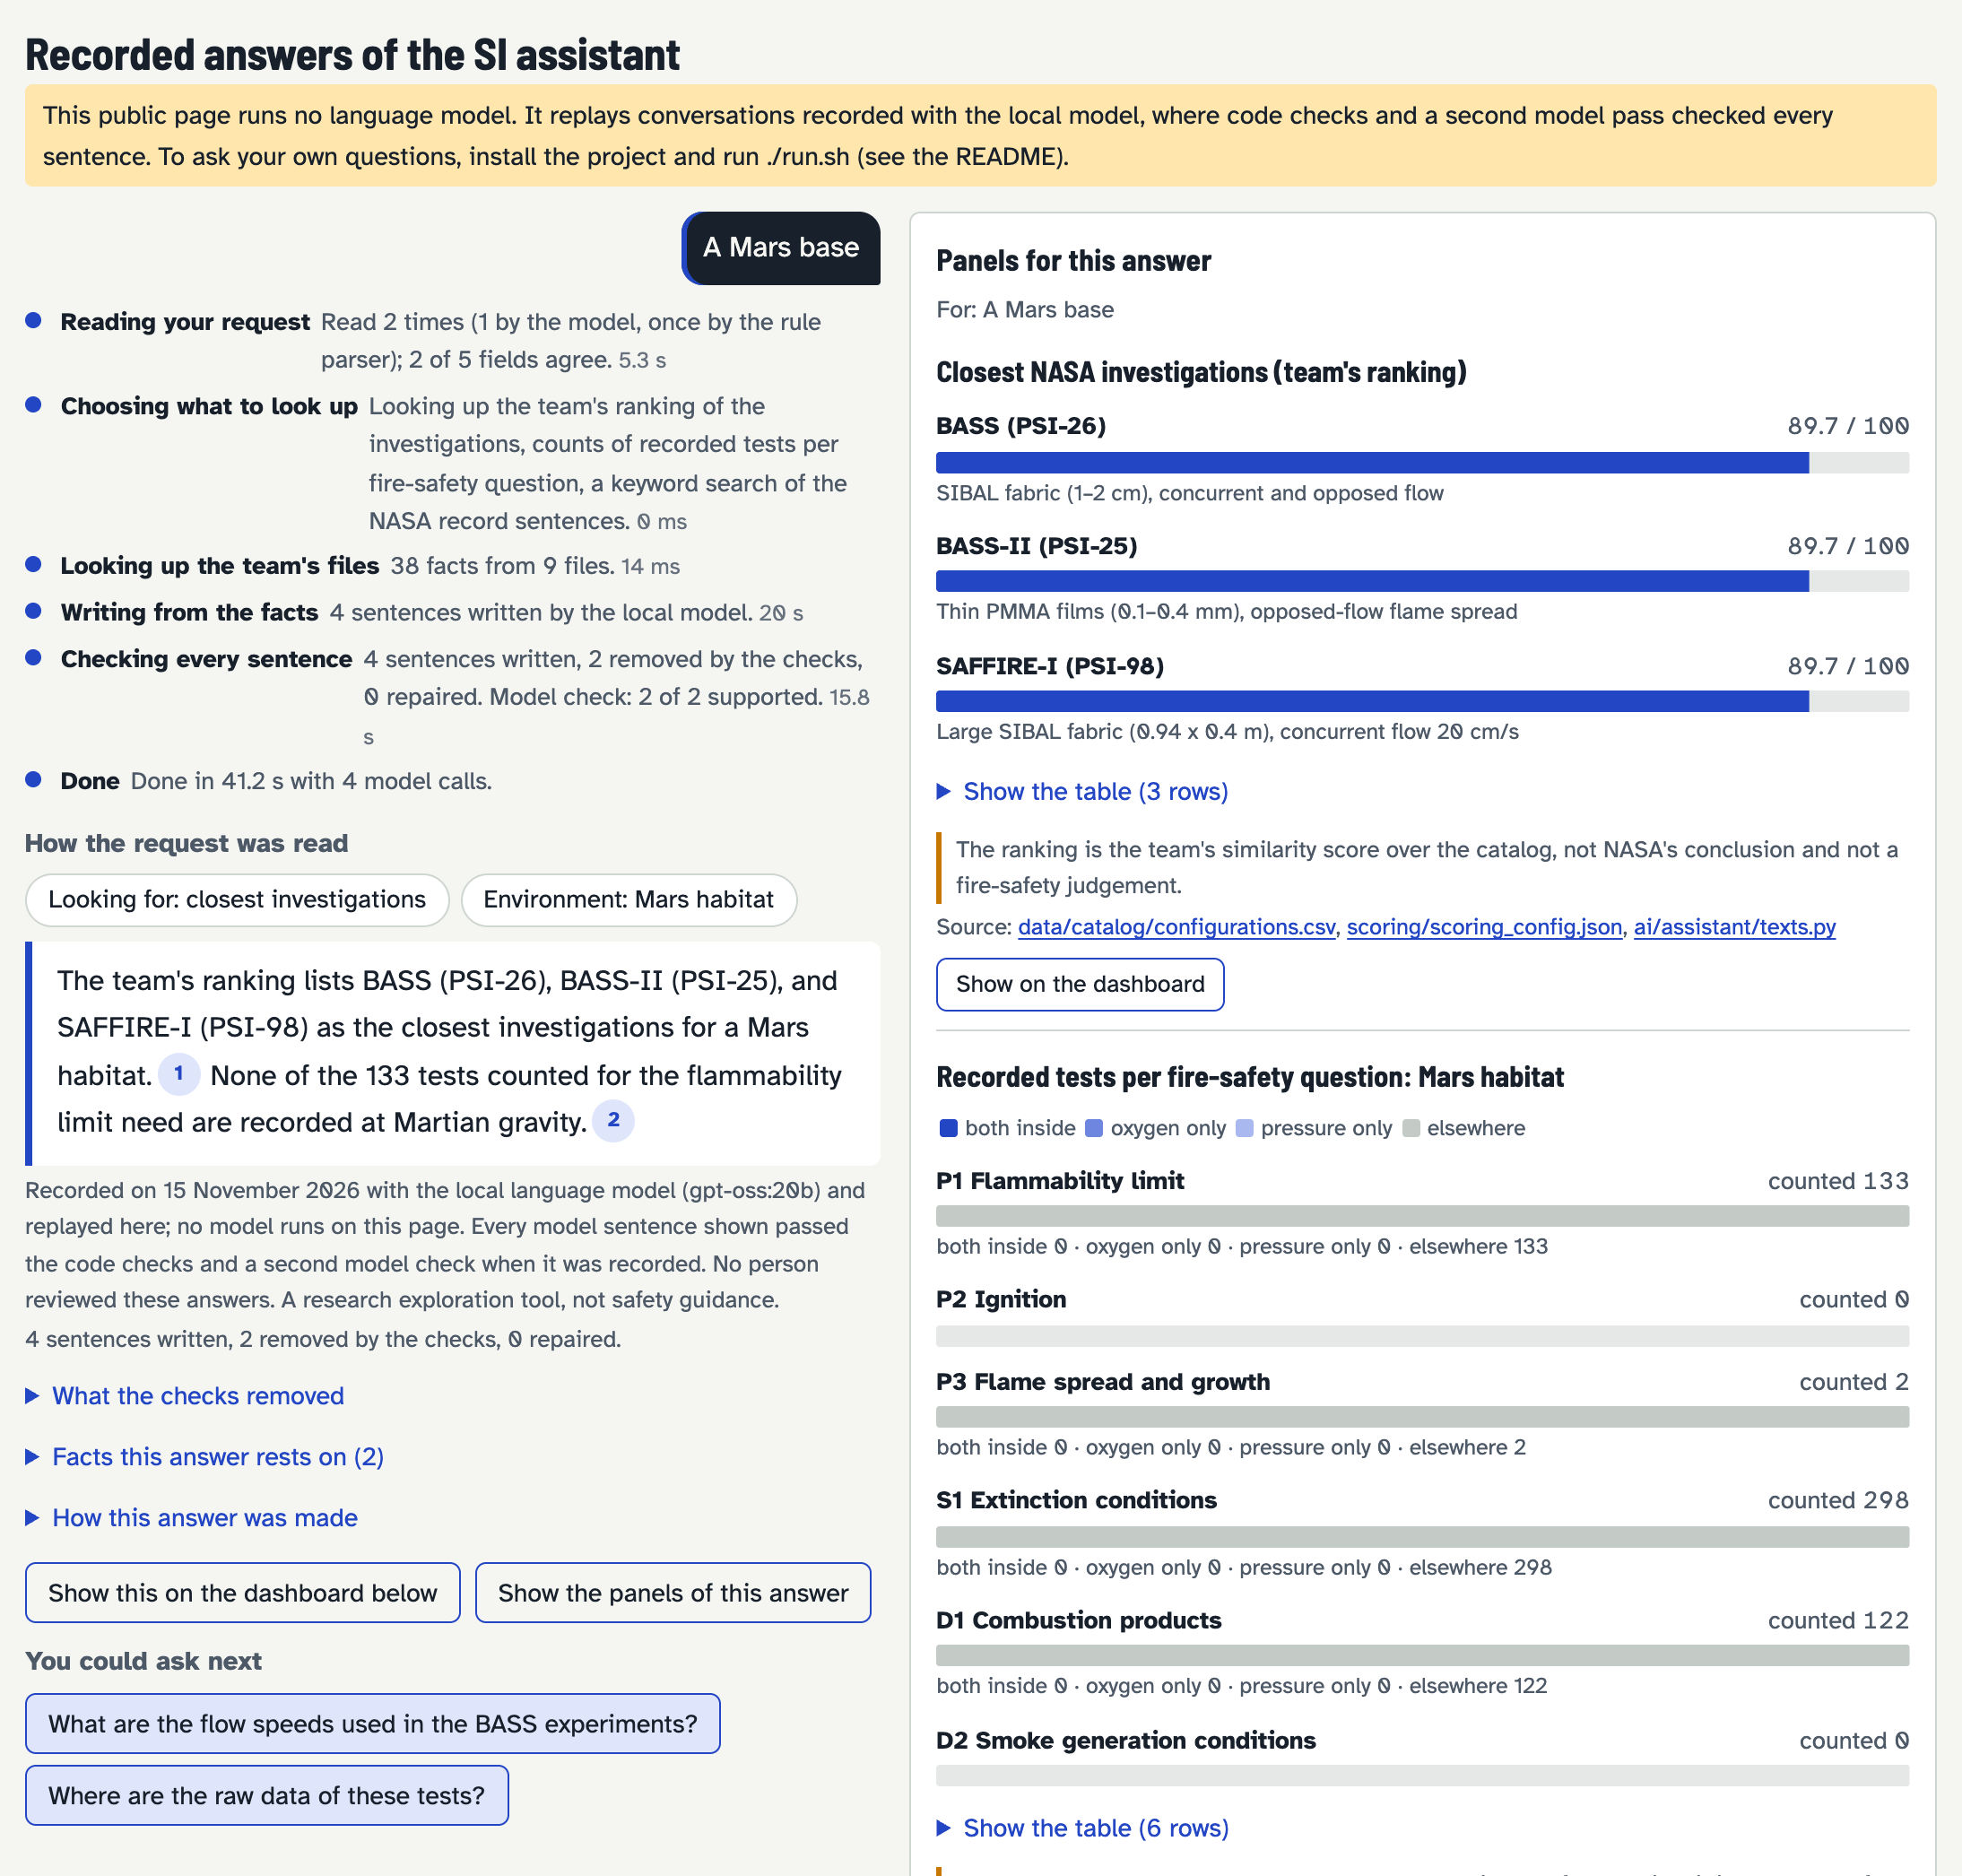 Recorded answers of the SI assistant
This public page runs no language model. It replays conversations recorded with the local model, where code checks and a second model pass checked every
sentence. To ask your own questions, install the project and run ./run.sh (see the README).
A Mars base
Reading your request Read 2 times (1 by the model, once by the rule
parser); 2 of 5 fields agree. 5.3 s
Choosing what to look up Looking up the team's ranking of the
investigations, counts of recorded tests per
fire-safety question, a keyword search of the
NASA record sentences. 0 ms
Looking up the team's files 38 facts from 9 files. 14 ms
Writing from the facts 4 sentences written by the local model. 20 s
Checking every sentence 4 sentences written, 2 removed by the checks,
0 repaired. Model check: 2 of 2 supported. 15.8
s
Done Done in 41.2 s with 4 model calls.
How the request was read
Looking for: closest investigations
Environment: Mars habitat
The team's ranking lists BASS (PSI-26), BASS-II (PSI-25), and
SAFFIRE-I (PSI-98) as the closest investigations for a Mars
habitat. 1 None of the 133 tests counted for the flammability
limit need are recorded at Martian gravity. 2
Recorded on 15 November 2026 with the local language model (gpt-oss:20b) and
replayed here; no model runs on this page. Every model sentence shown passed
the code checks and a second model check when it was recorded. No person
reviewed these answers. A research exploration tool, not safety guidance.
4 sentences written, 2 removed by the checks, 0 repaired.
What the checks removed
Facts this answer rests on (2)
How this answer was made
Show this on the dashboard below
Show the panels of this answer
You could ask next
What are the flow speeds used in the BASS experiments?
Where are the raw data of these tests?
Panels for this answer
For: A Mars base
Closest NASA investigations (team's ranking)
BASS (PSI-26) 89.7 / 100
SIBAL fabric (1–2 cm), concurrent and opposed flow
BASS-II (PSI-25) 89.7 / 100
Thin PMMA films (0.1–0.4 mm), opposed-flow flame spread
SAFFIRE-I (PSI-98) 89.7 / 100
Large SIBAL fabric (0.94 x 0.4 m), concurrent flow 20 cm/s
Show the table (3 rows)
The ranking is the team's similarity score over the catalog, not NASA's conclusion and not a
fire-safety judgement.
Source: data/catalog/configurations.csv, scoring/scoring_config.json, ai/assistant/texts.py
Show on the dashboard
Recorded tests per fire-safety question: Mars habitat
both inside oxygen only pressure only elsewhere
P1 Flammability limit counted 133
both inside 0 · oxygen only 0 · pressure only 0 · elsewhere 133
P2 Ignition counted 0
P3 Flame spread and growth counted 2
both inside 0 · oxygen only 0 · pressure only 0 · elsewhere 2
S1 Extinction conditions counted 298
both inside 0 · oxygen only 0 · pressure only 0 · elsewhere 298
D1 Combustion products counted 122
both inside 0 · oxygen only 0 · pressure only 0 · elsewhere 122
D2 Smoke generation conditions counted 0
Show the table (6 rows)